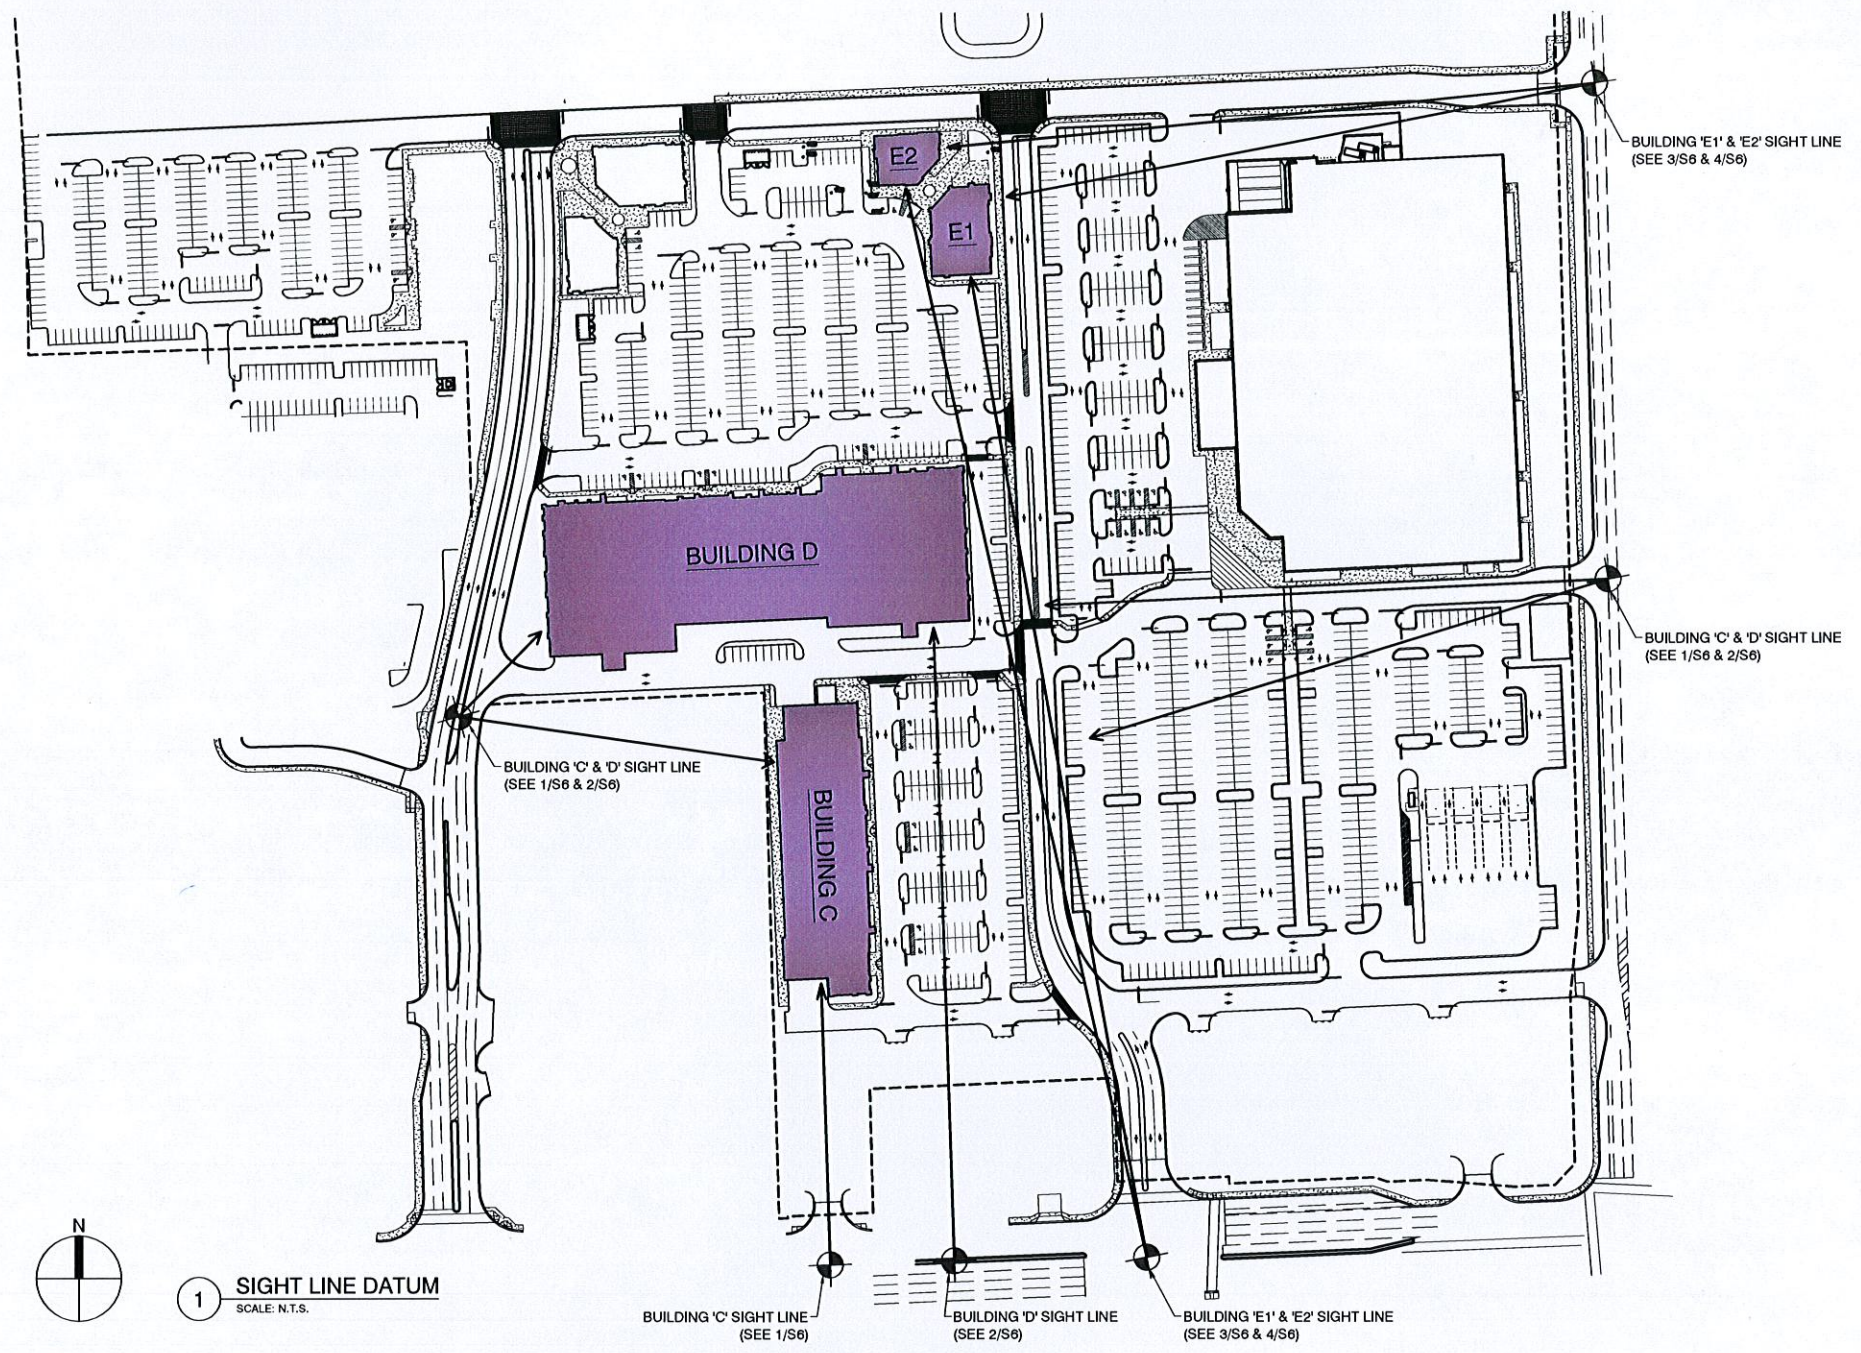 E2
E1
BUILDING 'E1' & 'E2' SIGHT LINE
(SEE 3/S6 & 4/S6)
BUILDING D
BUILDING 'C' & 'D' SIGHT LINE
(SEE 1/S6 & 2/S6)
BUILDING 'C' & 'D' SIGHT LINE
(SEE 1/S6 & 2/S6)
BUILDING C
N
1
SIGHT LINE DATUM
SCALE: N.T.S.
BUILDING 'C' SIGHT LINE
(SEE 1/S6)
BUILDING 'D' SIGHT LINE
(SEE 2/S6)
BUILDING 'E1' & 'E2' SIGHT LINE
(SEE 3/S6 & 4/S6)